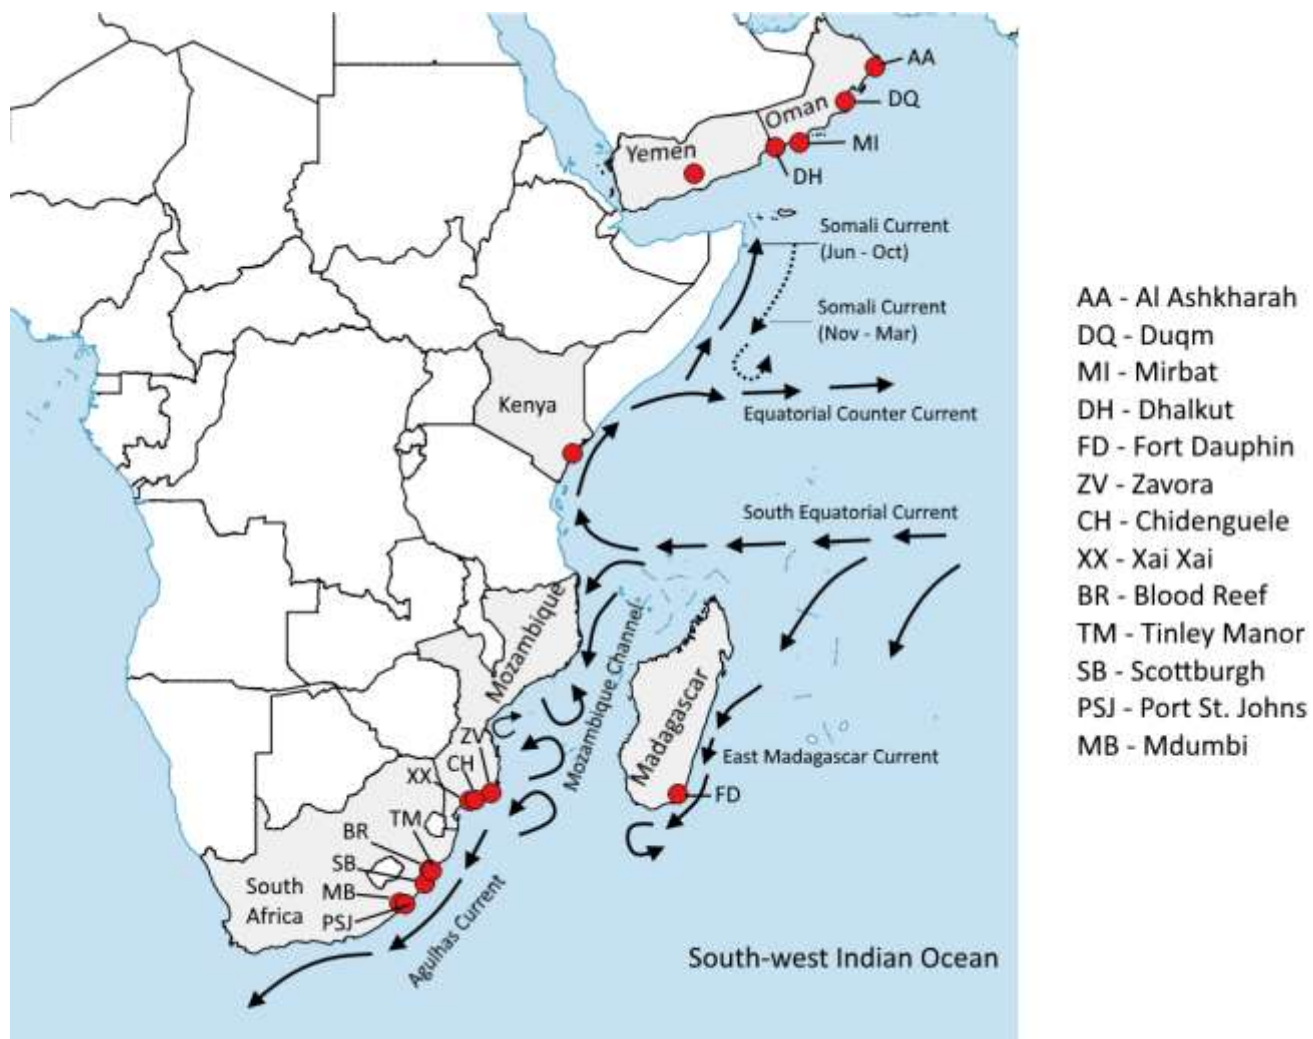 AA
DQ
Oman
MI
Yemen
DH
Somali Current
(Jun - Oct)
Somali Current
(Nov - Mar)
Kenya
Equatorial Counter Current
South Equatorial Current
Mozambique
Mozambique Channel
Madagascar
ZV
CH
XX
East Madagascar Current
FD
TM
BR
SB
MB
PSJ
South
Africa
Agulhas Current
South-west Indian Ocean
AA - Al Ashkharah
DQ - Duqm
MI - Mirbat
DH - Dhalkut
FD - Fort Dauphin
ZV - Zavora
CH - Chidenguele
XX - Xai Xai
BR - Blood Reef
TM - Tinley Manor
SB - Scottburgh
PSJ - Port St. Johns
MB - Mdumbi